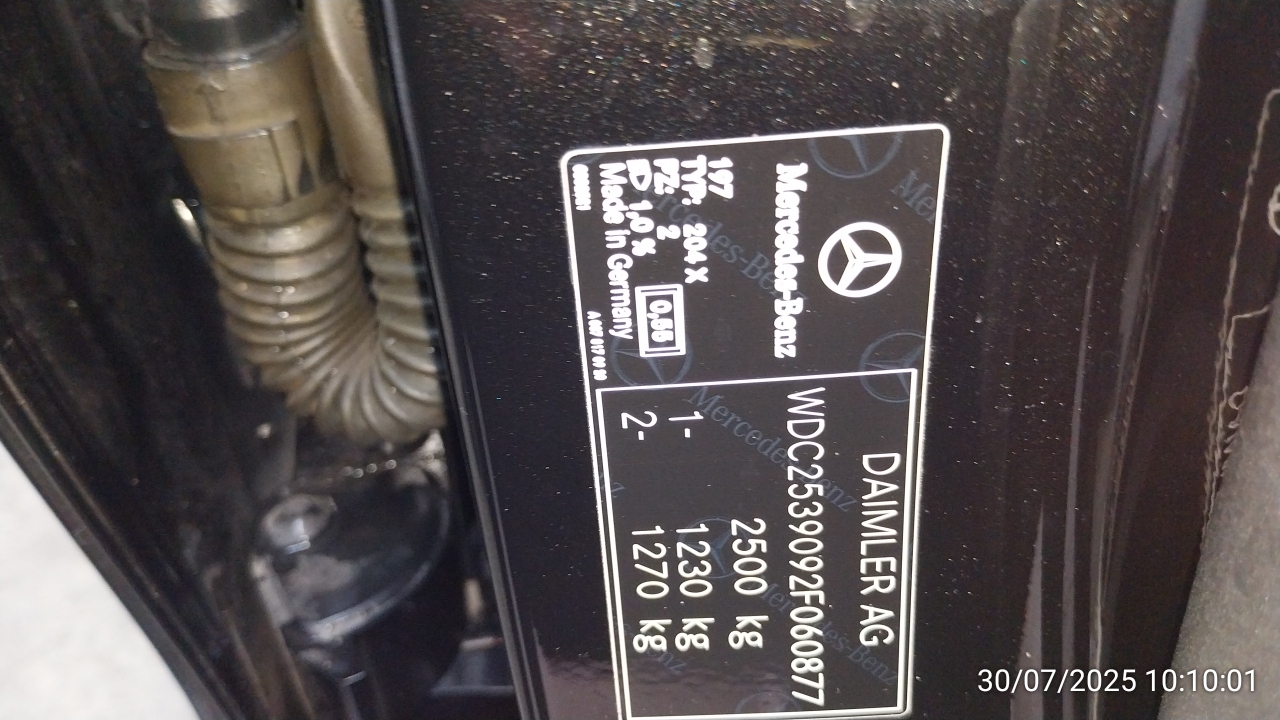 Mercedes-Benz
197
TYP. 204 X
PZ. 2
1,0 % 0,55
Made in Germany
DAIMLER AG
WDC2539092F060877
2500 kg
1- 1230 kg
2- 1270 kg
30/07/2025 10:10:01